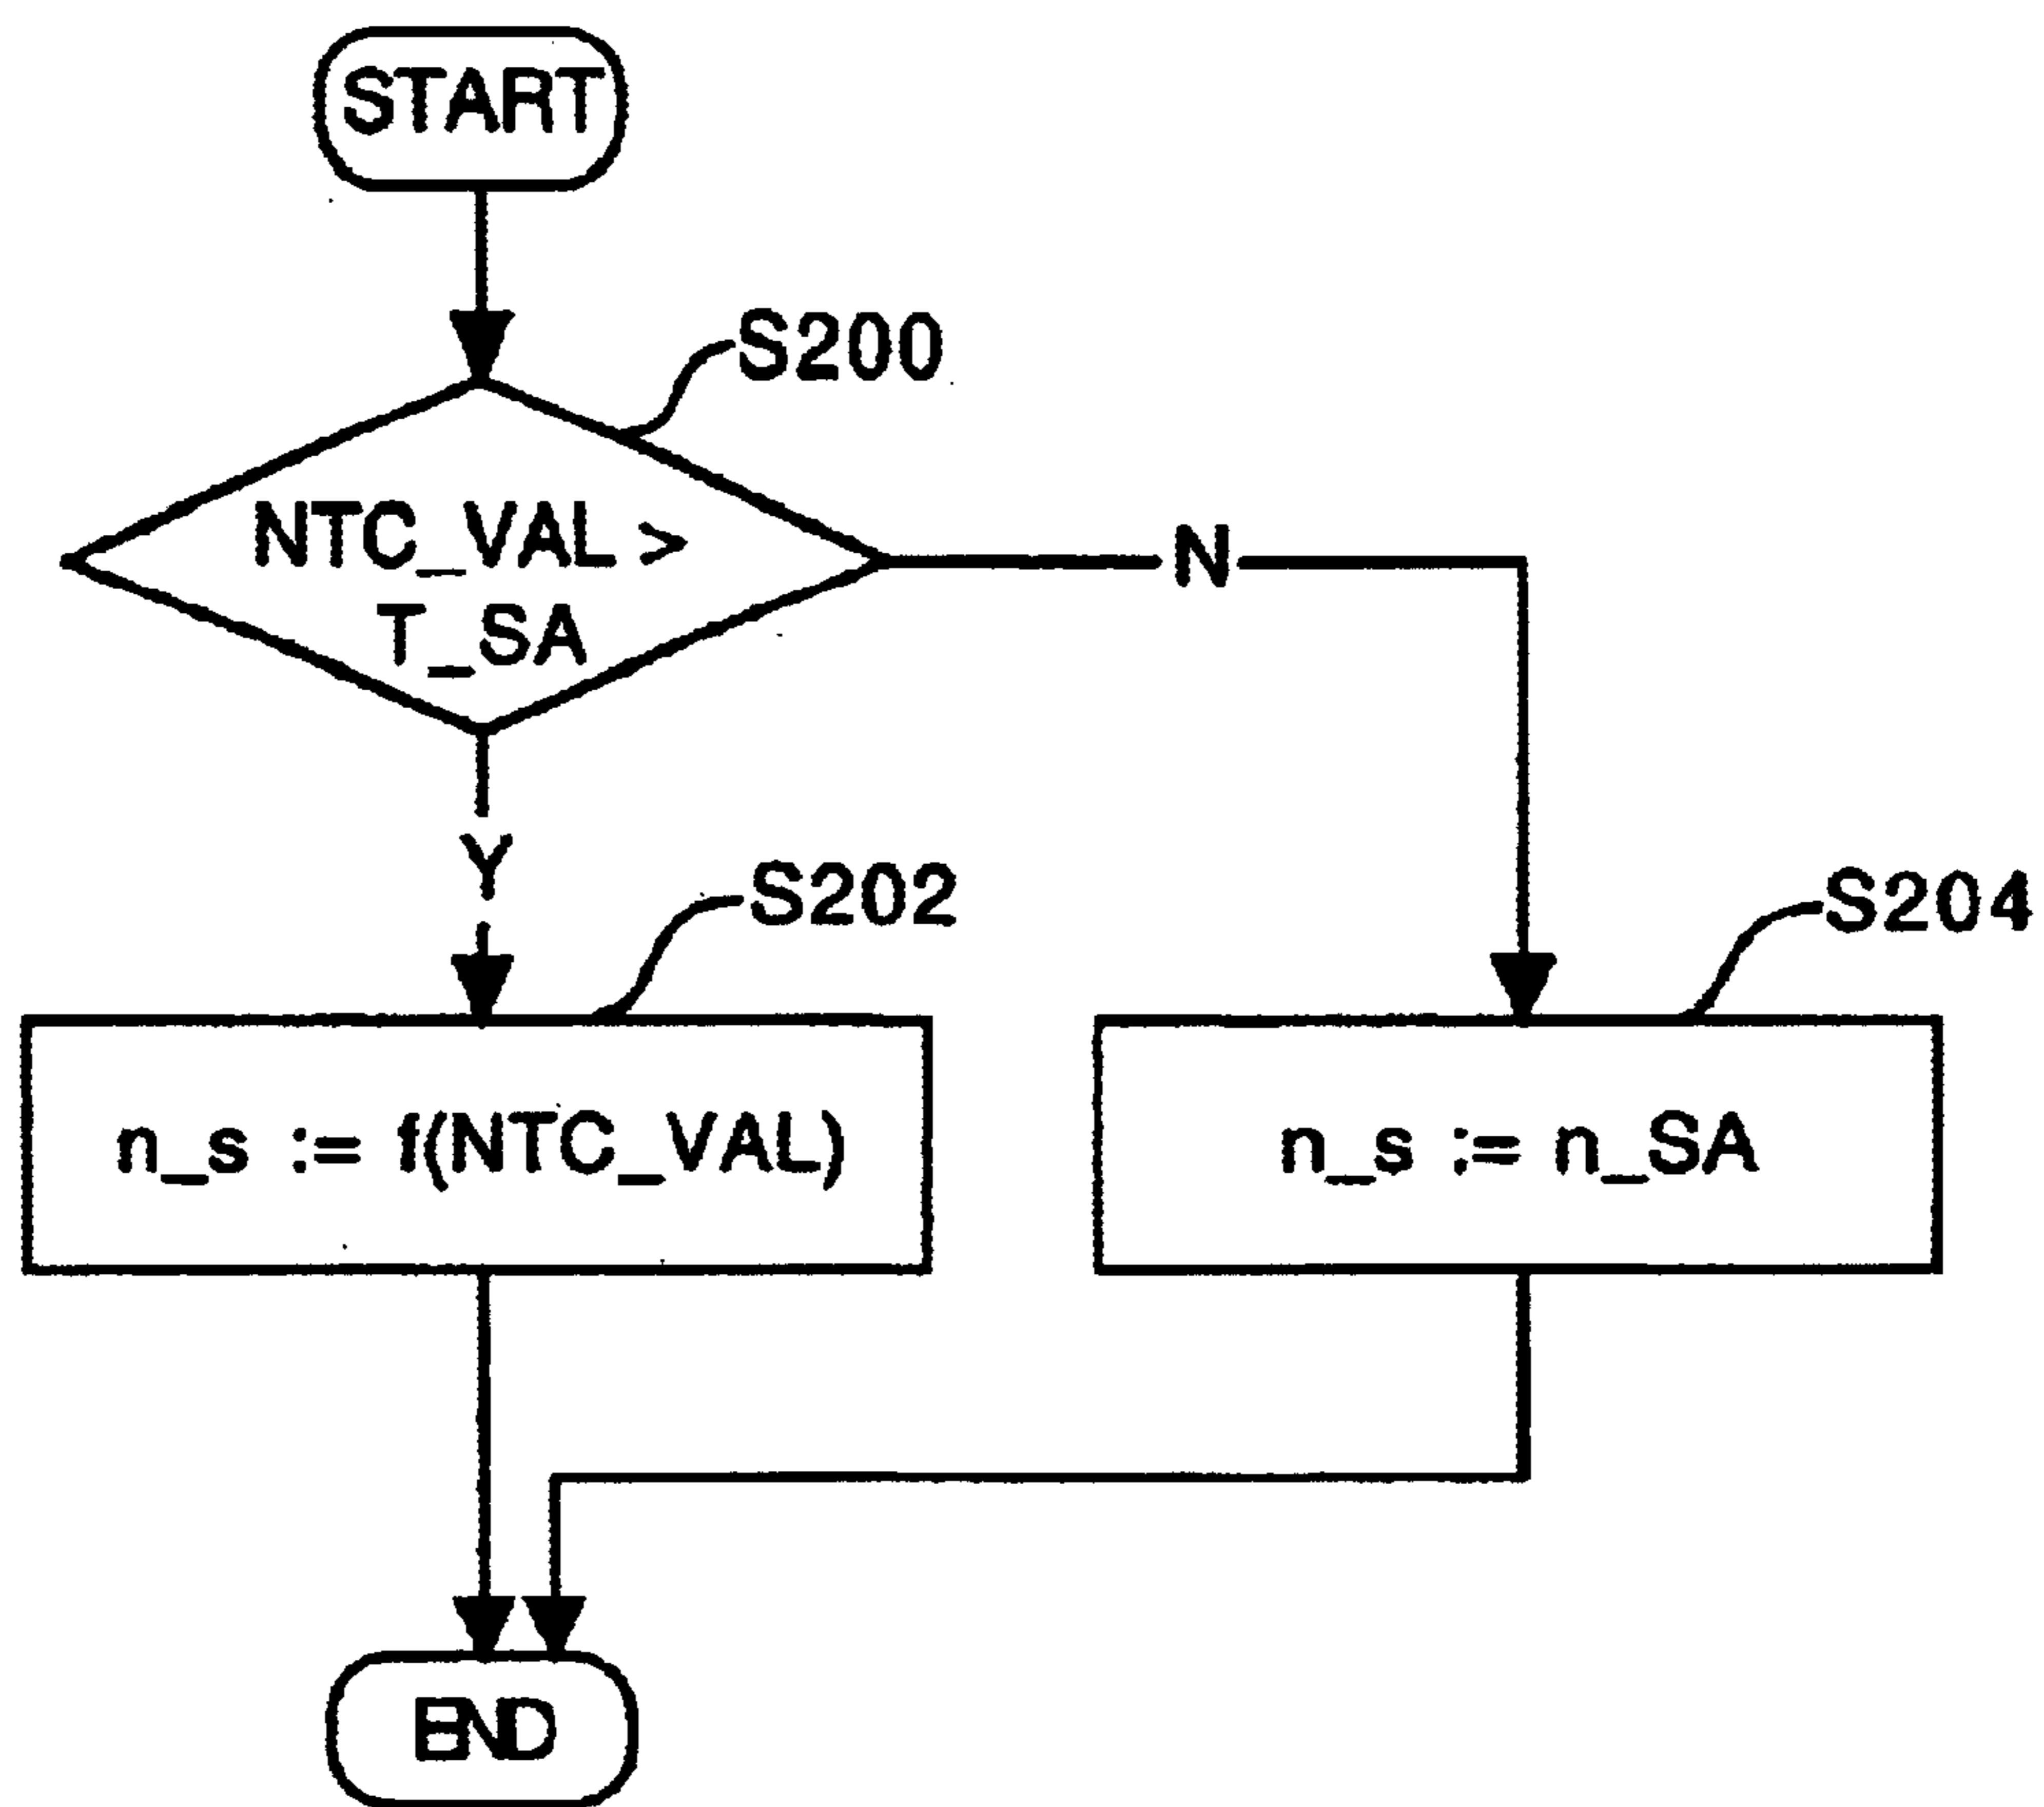 START
S200
NTC_VAL >
T_SA
N
Y
S202
S204
n_s := f(NTC_VAL)
n_s := n_SA
END